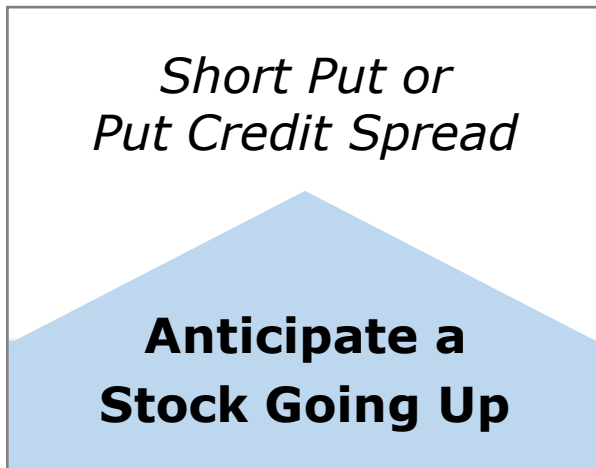 Short Put or
Put Credit Spread
Anticipate a
Stock Going Up